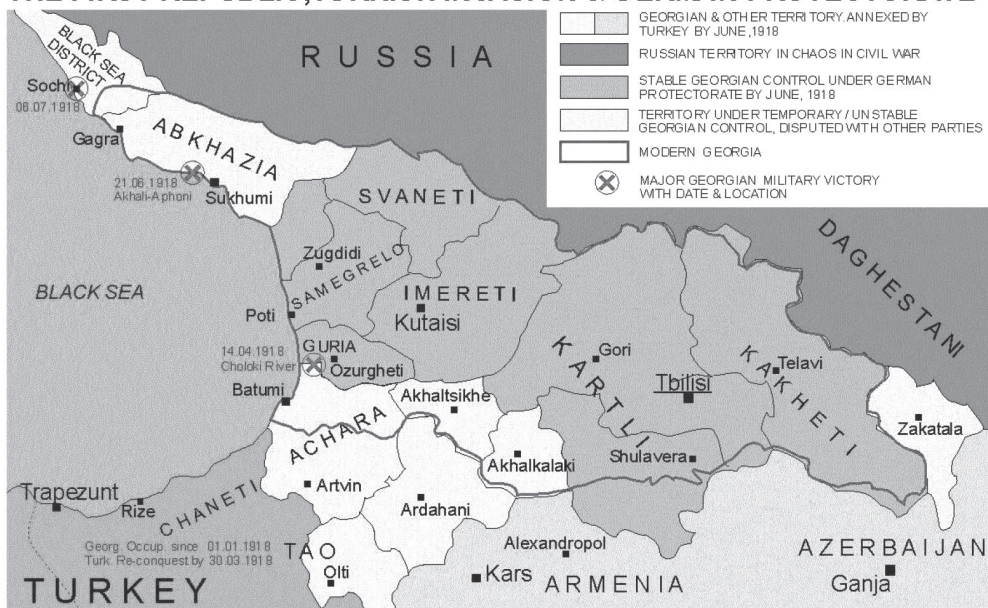 GEORGIAN & OTHER TERRITORY ANNEXED BY
TURKEY BY JUNE, 1918
RUSSIAN TERRITORY IN CHAOS IN CIVIL WAR
STABLE GEORGIAN CONTROL UNDER GERMAN
PROTECTORATE BY JUNE, 1918
TERRITORY UNDER TEMPORARY / UNSTABLE
GEORGIAN CONTROL, DISPUTED WITH OTHER PARTIES
MODERN GEORGIA
MAJOR GEORGIAN MILITARY VICTORY
WITH DATE & LOCATION
RUSSIA
BLACK SEA
DISTRICT
Sochi
06.07.1918
Gagra
ABKHAZIA
21.06.1918
Akhali-Aphoni
Sukhumi
SVANETI
DAGHESTANI
Zugdidi
SAMEGRELO
BLACK SEA
IMERETI
Kutaisi
Poti
14.04.1918
Choloki River
GURIA
Ozurgheti
Gori
KARTLI
Tbilisi
Telavi
KAKHETI
Batumi
Akhaltsikhe
ACHARA
Akhalkalaki
Shulavera
Zakatala
Trapezunt
Rize
CHANETI
Artvin
Ardahani
Georg. Occup. since 01.01.1918
Turk. Re-conquest by 30.03.1918
TAO
Olti
Alexandropol
Kars
ARMENIA
AZERBAIJAN
Ganja
TURKEY